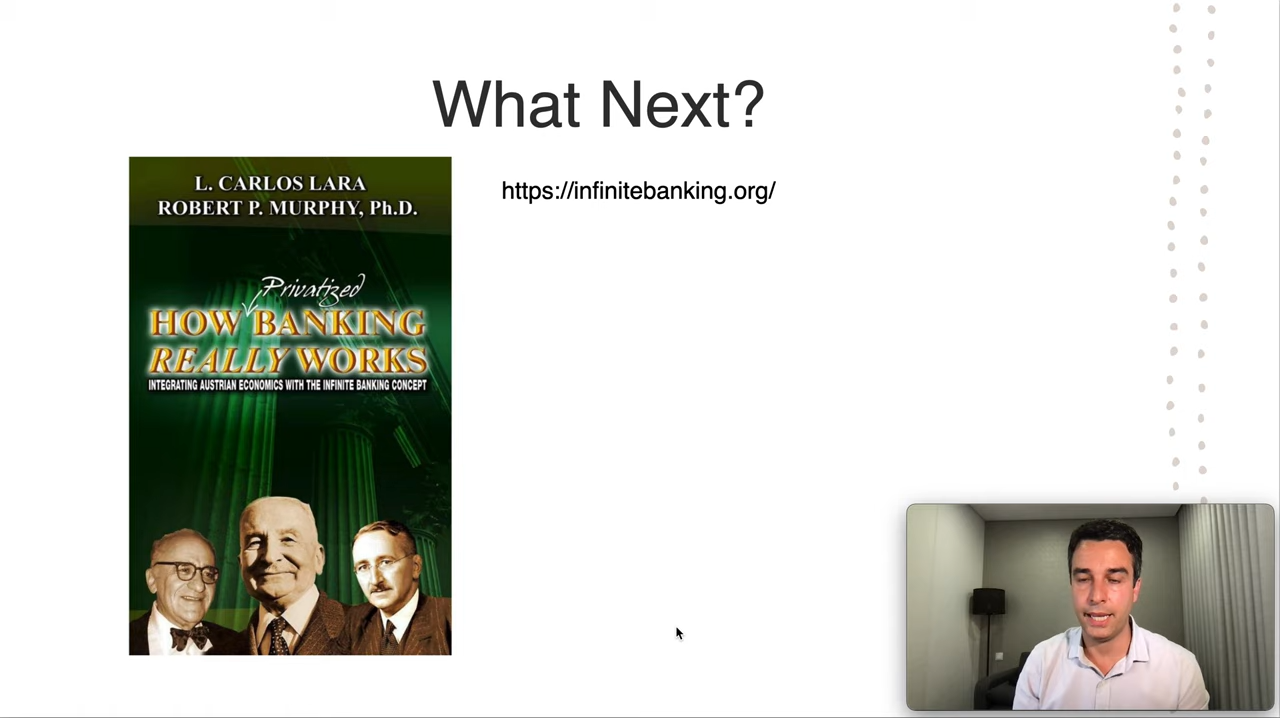 What Next?
L. CARLOS LARA
ROBERT P. MURPHY, Ph.D.
Privatized
HOW BANKING
REALLY WORKS
INTEGRATING AUSTRIAN ECONOMICS WITH THE INFINITE BANKING CONCEPT
https://infinitebanking.org/